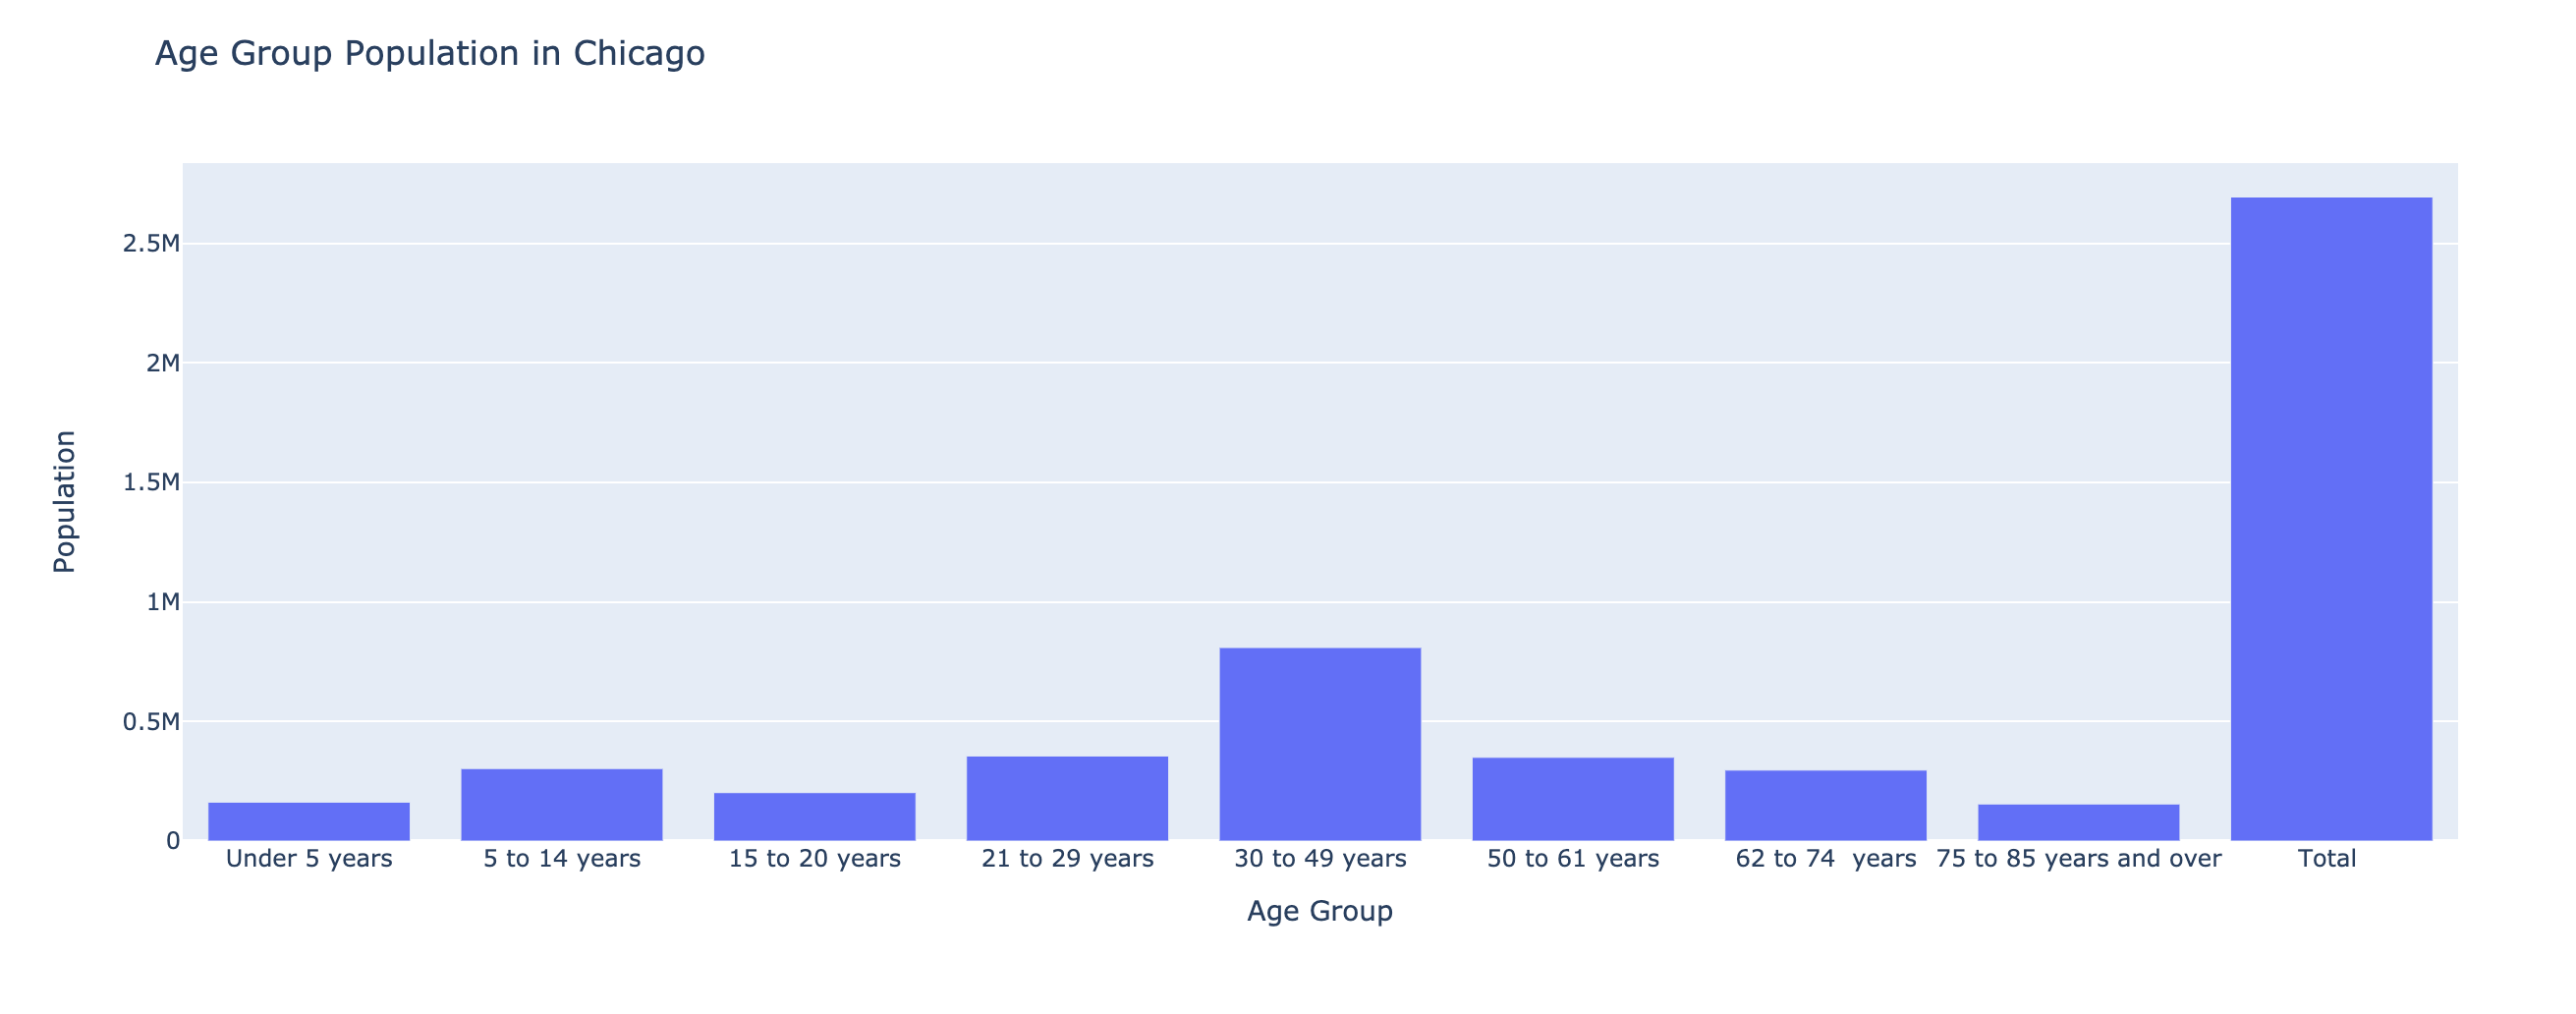 Age Group Population in Chicago
Population
2.5M
2M
1.5M
1M
0.5M
0
Under 5 years
5 to 14 years
15 to 20 years
21 to 29 years
30 to 49 years
50 to 61 years
62 to 74  years
75 to 85 years and over
Total
Age Group